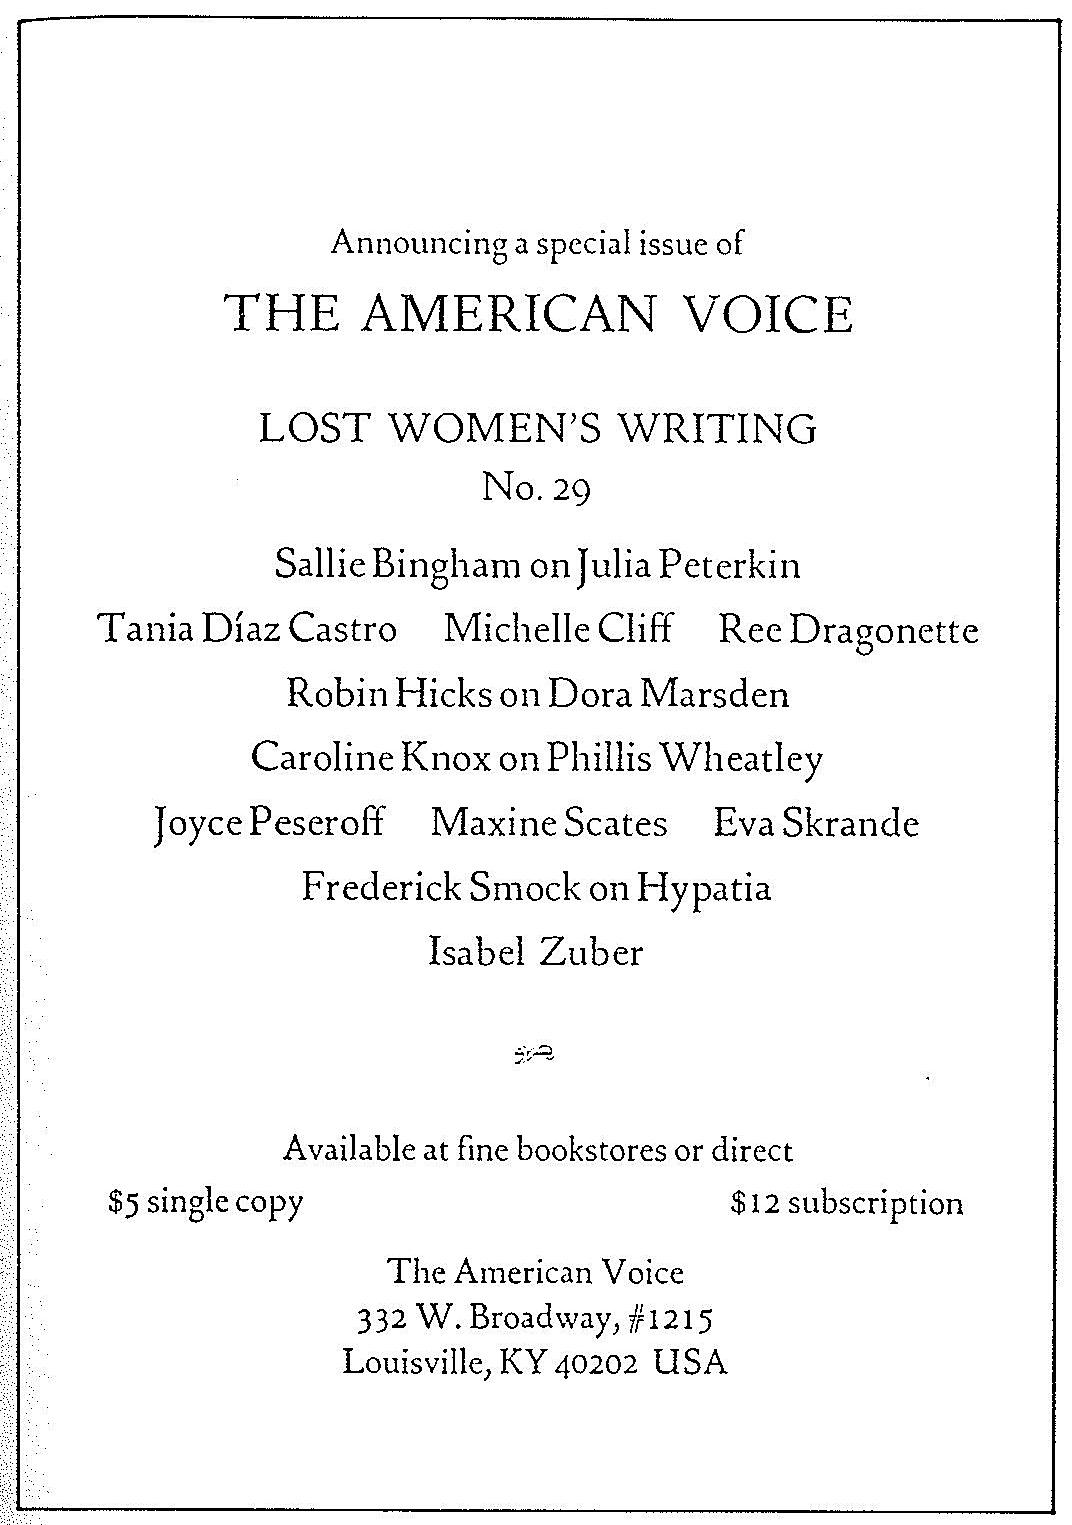 Announcing a special issue of
THE AMERICAN VOICE
LOST WOMEN'S WRITING
No. 29
Sallie Bingham on Julia Peterkin
Tania Díaz Castro Michelle Cliff Ree Dragonette
Robin Hicks on Dora Marsden
Caroline Knox on Phillis Wheatley
Joyce Peseroff Maxine Scates Eva Skrande
Frederick Smock on Hypatia
Isabel Zuber
Available at fine bookstores or direct
$5 single copy $12 subscription
The American Voice
332 W. Broadway, #1215
Louisville, KY 40202 USA